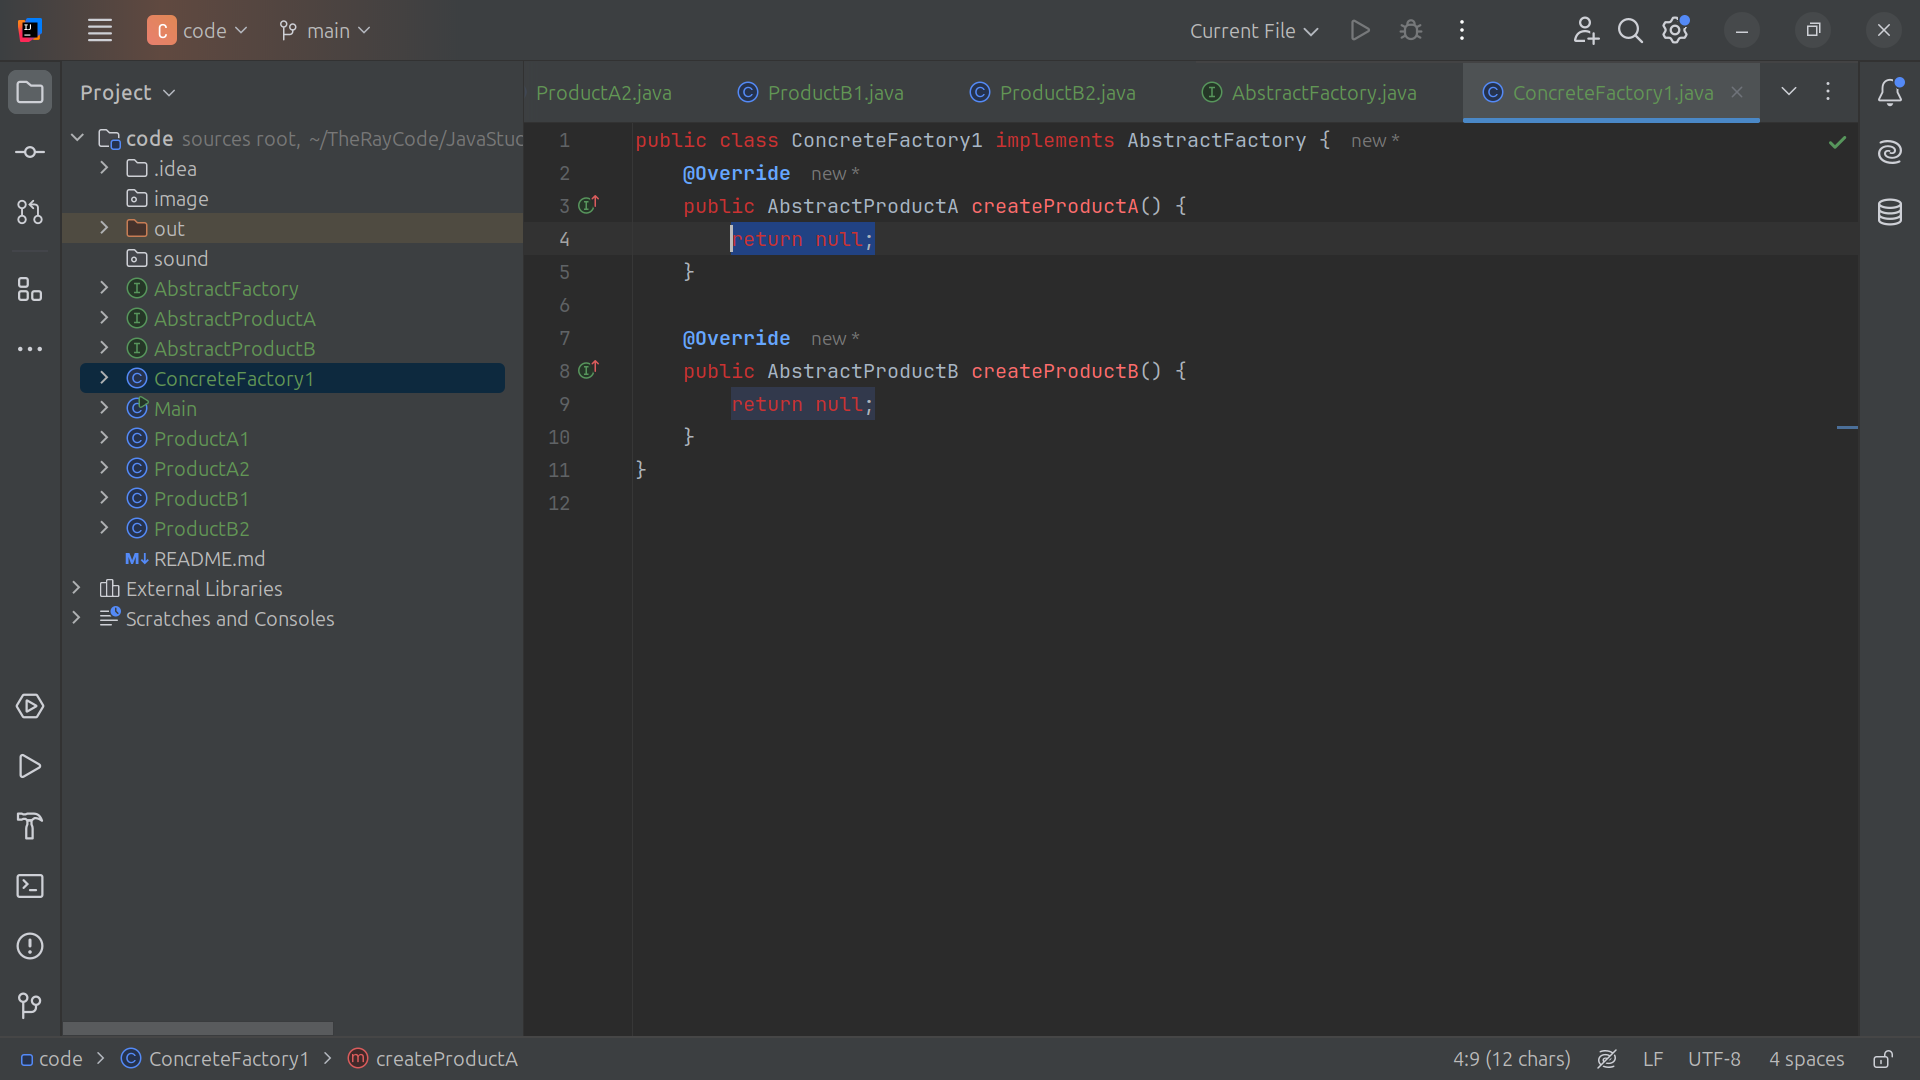 C code main Current File
Project
ProductA2.java ProductB1.java ProductB2.java AbstractFactory.java ConcreteFactory1.java
code sources root, ~/TheRayCode/JavaStuc
.idea
image
out
sound
AbstractFactory
AbstractProductA
AbstractProductB
ConcreteFactory1
Main
ProductA1
ProductA2
ProductB1
ProductB2
README.md
External Libraries
Scratches and Consoles
1 public class ConcreteFactory1 implements AbstractFactory { new *
2 @Override new *
3 public AbstractProductA createProductA() {
4 return null;
5 }
6
7 @Override new *
8 public AbstractProductB createProductB() {
9 return null;
10 }
11 }
12
code > ConcreteFactory1 > createProductA 4:9 (12 chars) LF UTF-8 4 spaces